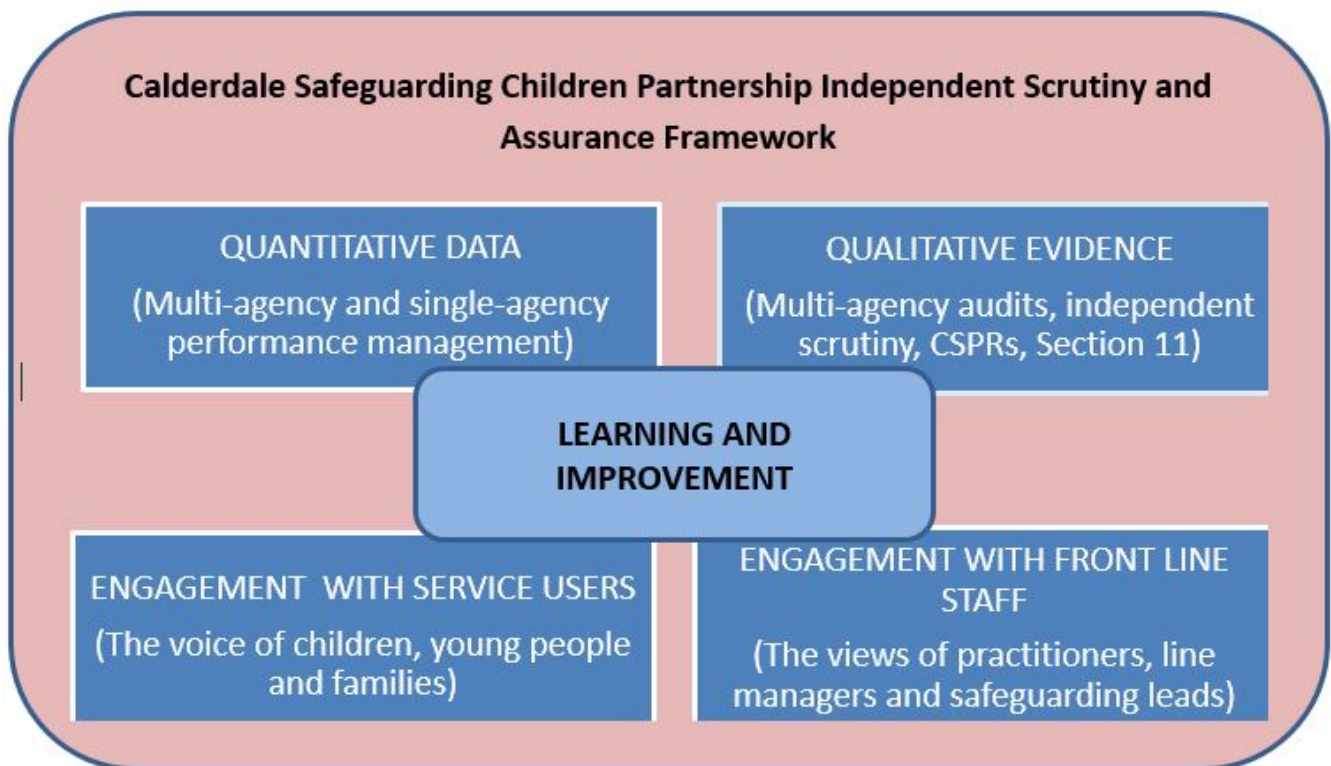 Calderdale Safeguarding Children Partnership Independent Scrutiny and
Assurance Framework
QUANTITATIVE DATA
(Multi-agency and single-agency
performance management)
QUALITATIVE EVIDENCE
(Multi-agency audits, independent
scrutiny, CSPRs, Section 11)
LEARNING AND
IMPROVEMENT
ENGAGEMENT  WITH SERVICE USERS
(The voice of children, young people
and families)
ENGAGEMENT WITH FRONT LINE
STAFF
(The views of practitioners, line
managers and safeguarding leads)